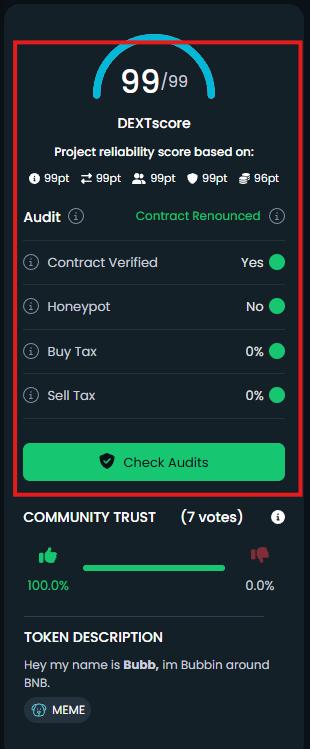 99/99
DEXTscore
Project reliability score based on:
99pt 99pt 99pt 99pt 96pt
Audit Contract Renounced
Contract Verified Yes
Honeypot No
Buy Tax 0%
Sell Tax 0%
Check Audits
COMMUNITY TRUST (7 votes)
100.0% 0.0%
TOKEN DESCRIPTION
Hey my name is Bubb, im Bubbin around
BNB.
MEME